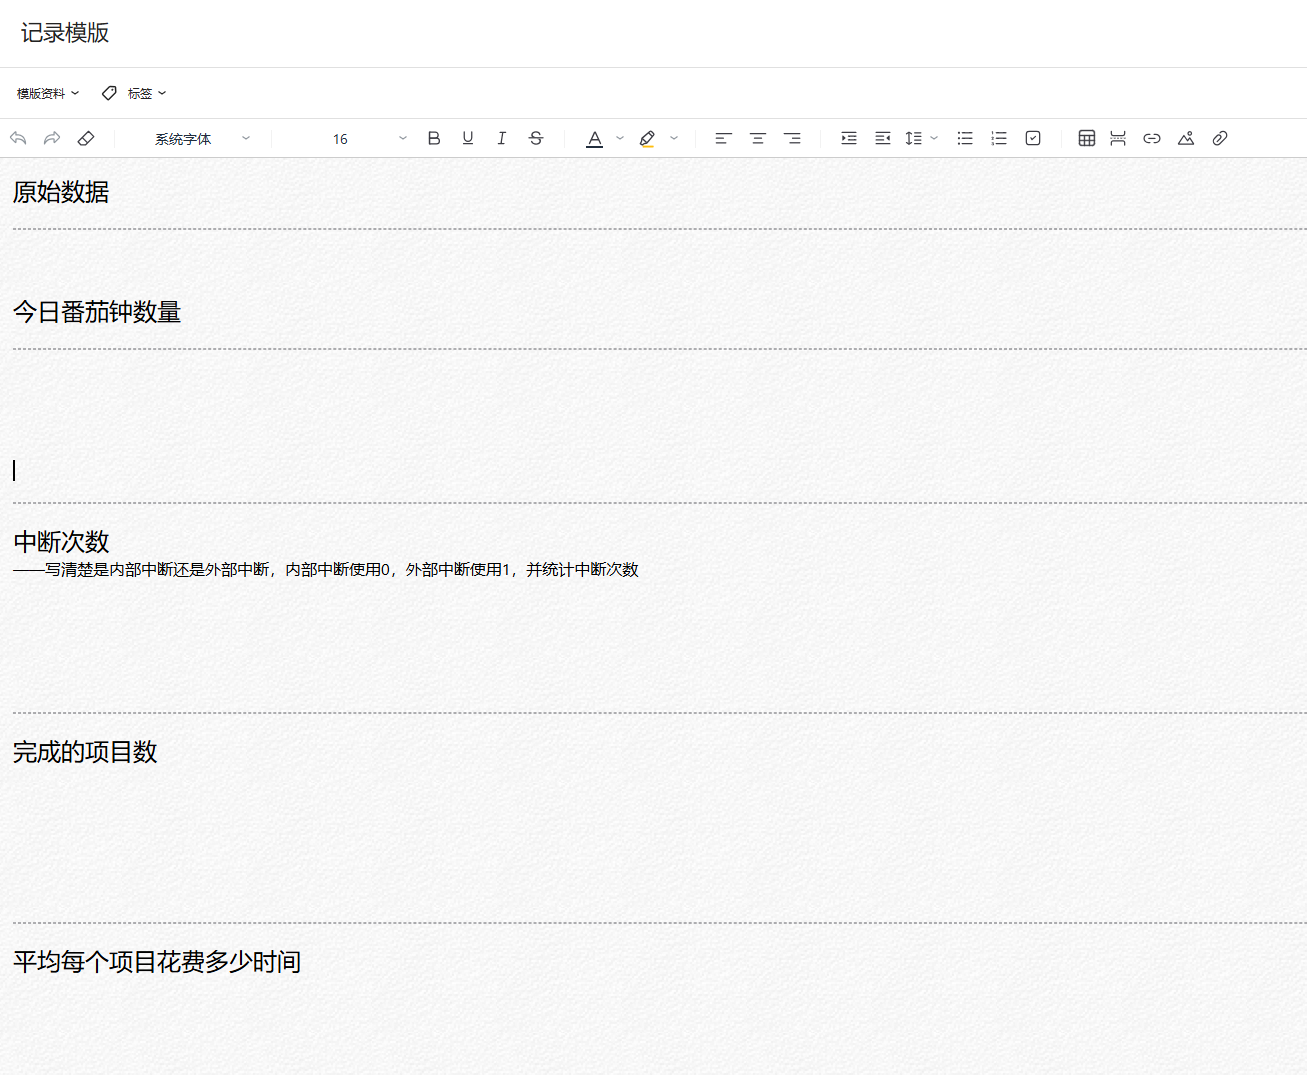 记录模版
模版资料 标签
系统字体 16 B U I S A
原始数据
今日番茄钟数量
中断次数
——写清楚是内部中断还是外部中断，内部中断使用0，外部中断使用1，并统计中断次数
完成的项目数
平均每个项目花费多少时间